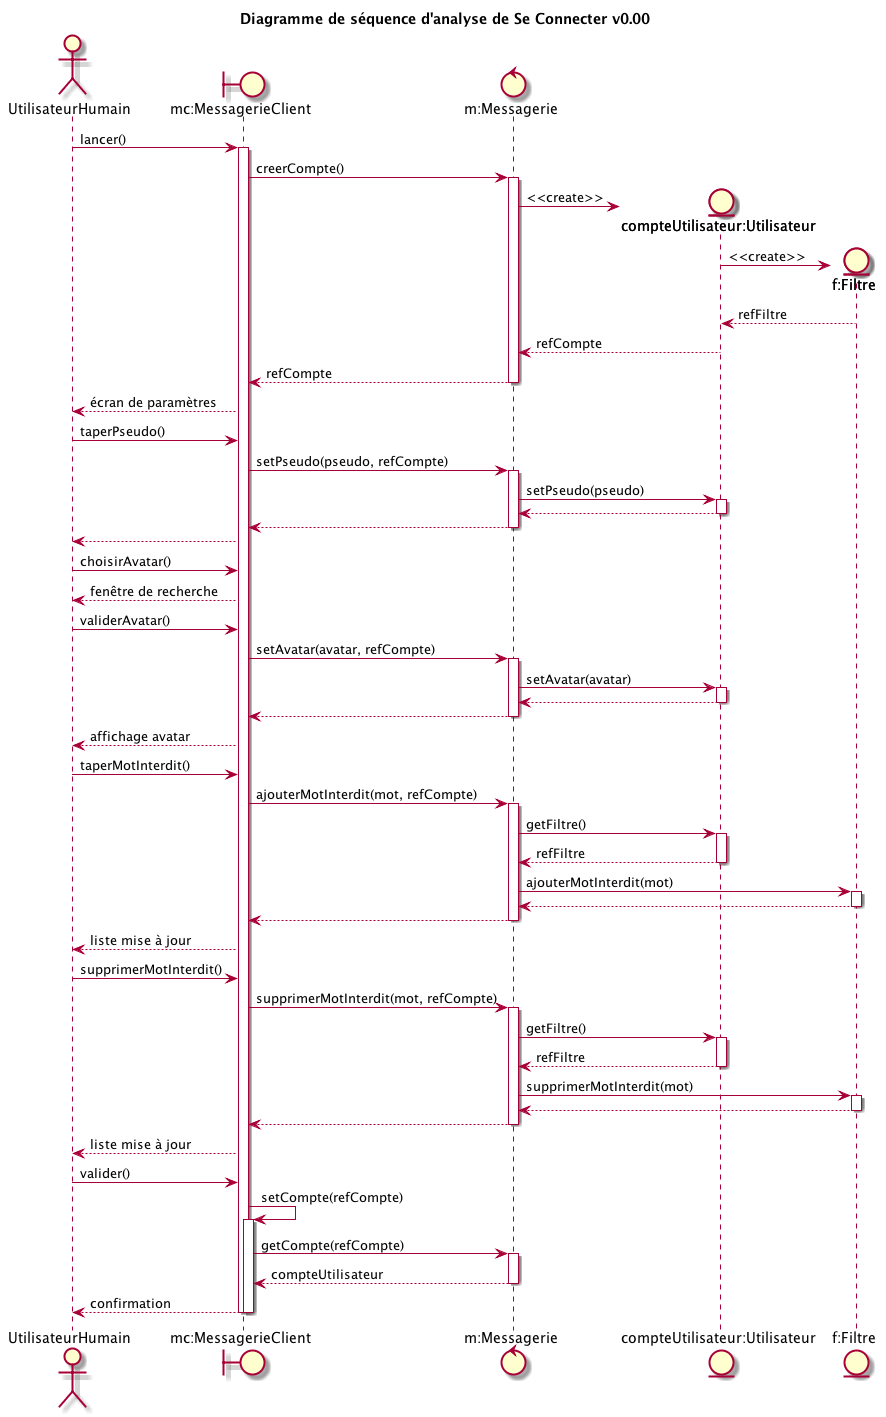 Diagramme de séquence d'analyse de Se Connecter v0.00
UtilisateurHumain
mc:MessagerieClient
m:Messagerie
lancer()
creerCompte()
<<create>>
compteUtilisateur:Utilisateur
<<create>>
f:Filtre
refFiltre
refCompte
refCompte
écran de paramètres
taperPseudo()
setPseudo(pseudo, refCompte)
setPseudo(pseudo)
choisirAvatar()
fenêtre de recherche
validerAvatar()
setAvatar(avatar, refCompte)
setAvatar(avatar)
affichage avatar
taperMotInterdit()
ajouterMotInterdit(mot, refCompte)
getFiltre()
refFiltre
ajouterMotInterdit(mot)
liste mise à jour
supprimerMotInterdit()
supprimerMotInterdit(mot, refCompte)
getFiltre()
refFiltre
supprimerMotInterdit(mot)
liste mise à jour
valider()
setCompte(refCompte)
getCompte(refCompte)
compteUtilisateur
confirmation
UtilisateurHumain
mc:MessagerieClient
m:Messagerie
compteUtilisateur:Utilisateur
f:Filtre